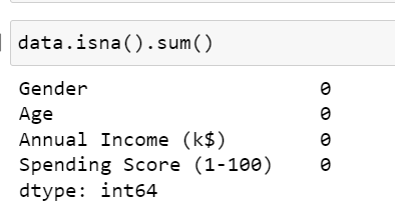 data.isna().sum()
Gender 0
Age 0
Annual Income (k$) 0
Spending Score (1-100) 0
dtype: int64